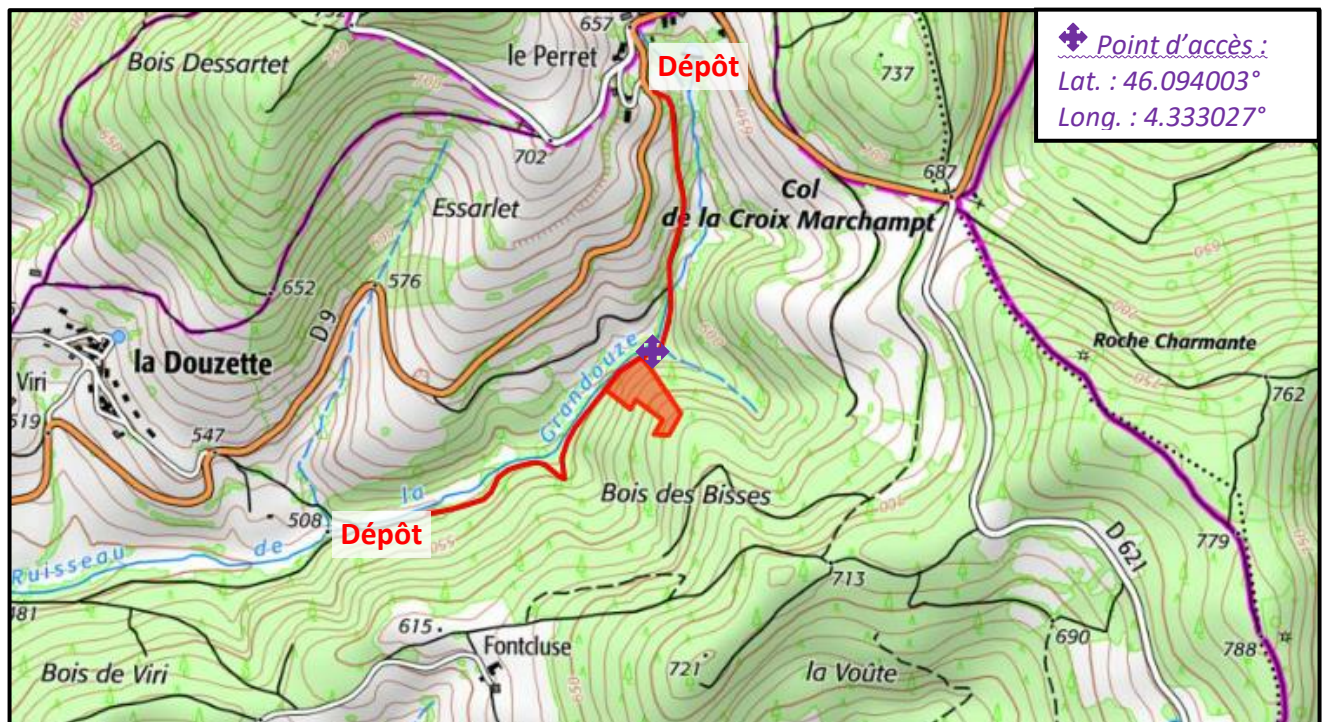 Point d'accès :
Lat. : 46.094003°
Long. : 4.333027°
657
le Perret
Dépôt
Bois Dessartet
737
702
687
Col
de la Croix Marchampt
Essarlet
652
576
D 9
la Douzette
Viri
519
547
Roche Charmante
762
Ruisseau de la Grandouze
Bois des Bisses
508
Dépôt
D 621
779
713
481
615
Fontcluse
690
788
721
la Voûte
Bois de Viri